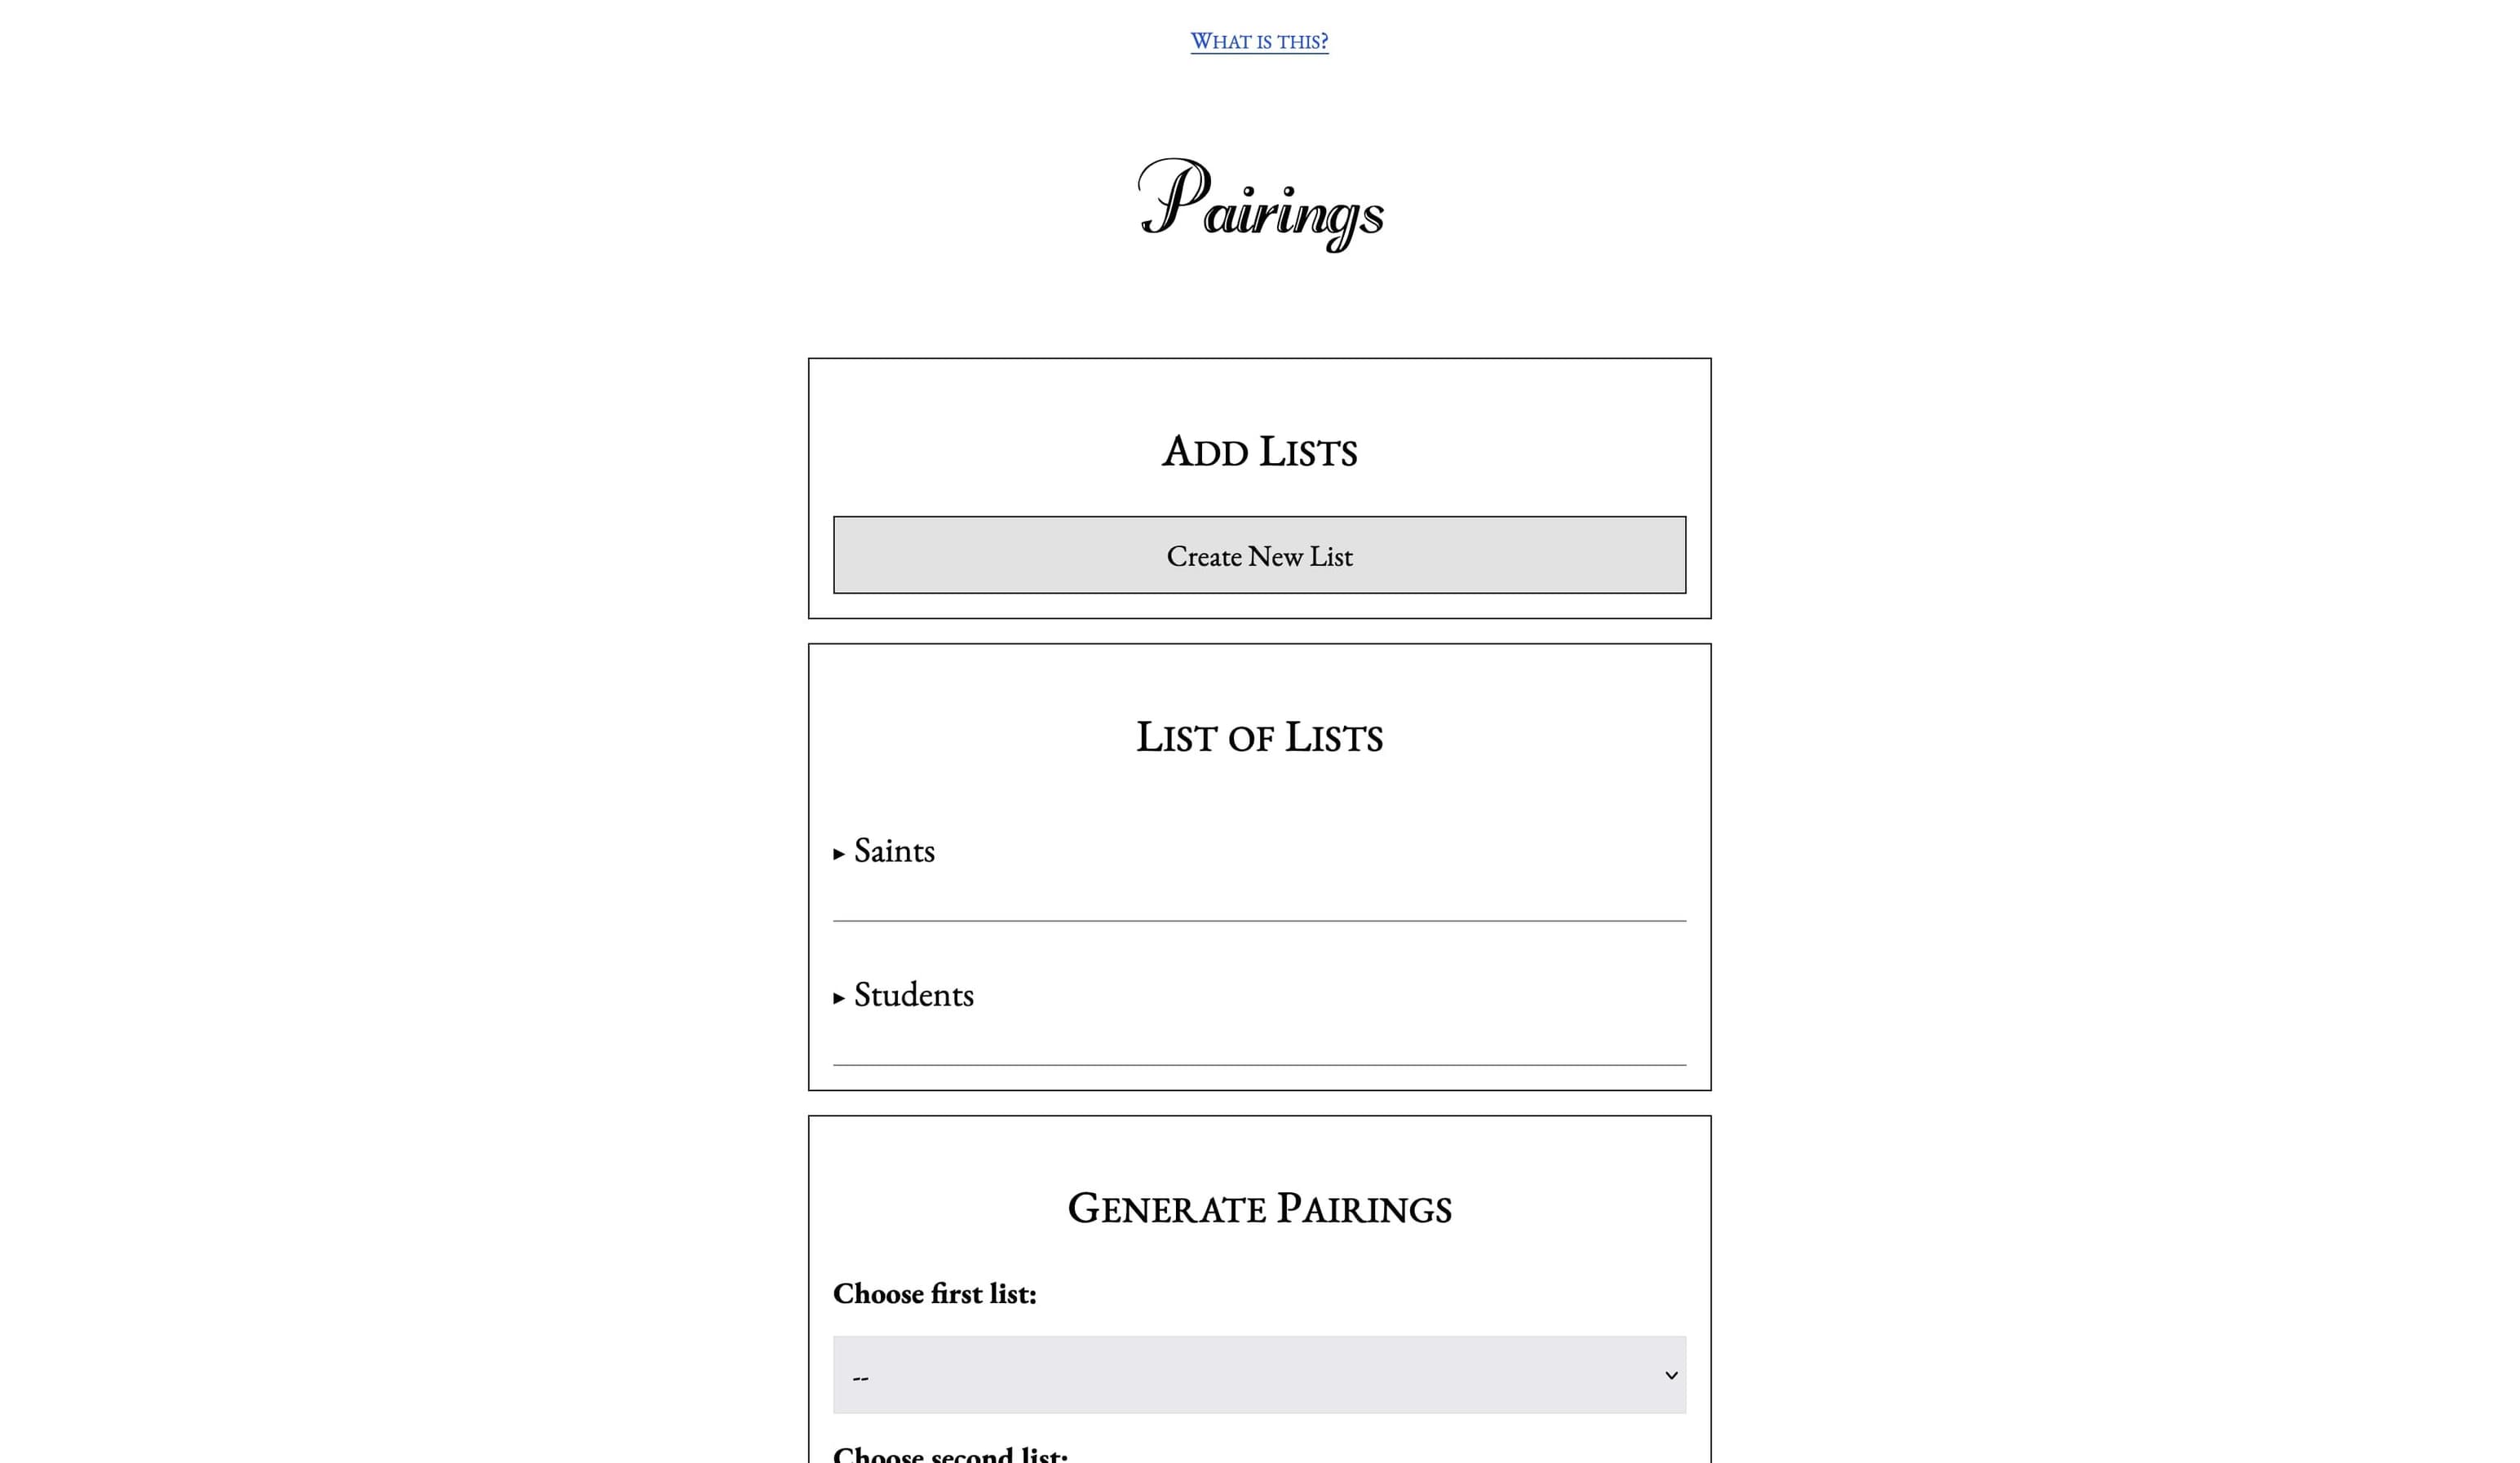 What is this?
Pairings
Add Lists
Create New List
List of Lists
▸ Saints
▸ Students
Generate Pairings
Choose first list:
--
Choose second list: